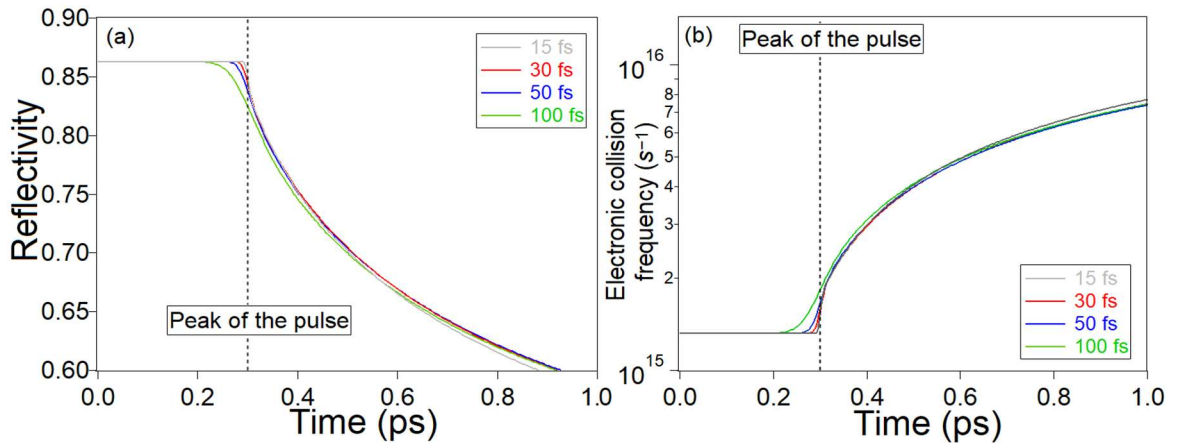 (a)
Reflectivity
0.90
0.85
0.80
0.75
0.70
0.65
0.60
15 fs
30 fs
50 fs
100 fs
Peak of the pulse
0.0 0.2 0.4 0.6 0.8 1.0
Time (ps)
(b)
Peak of the pulse
Electronic collision
frequency (s⁻¹)
10¹⁶
8
7
6
5
4
3
2
10¹⁵
15 fs
30 fs
50 fs
100 fs
0.0 0.2 0.4 0.6 0.8 1.0
Time (ps)